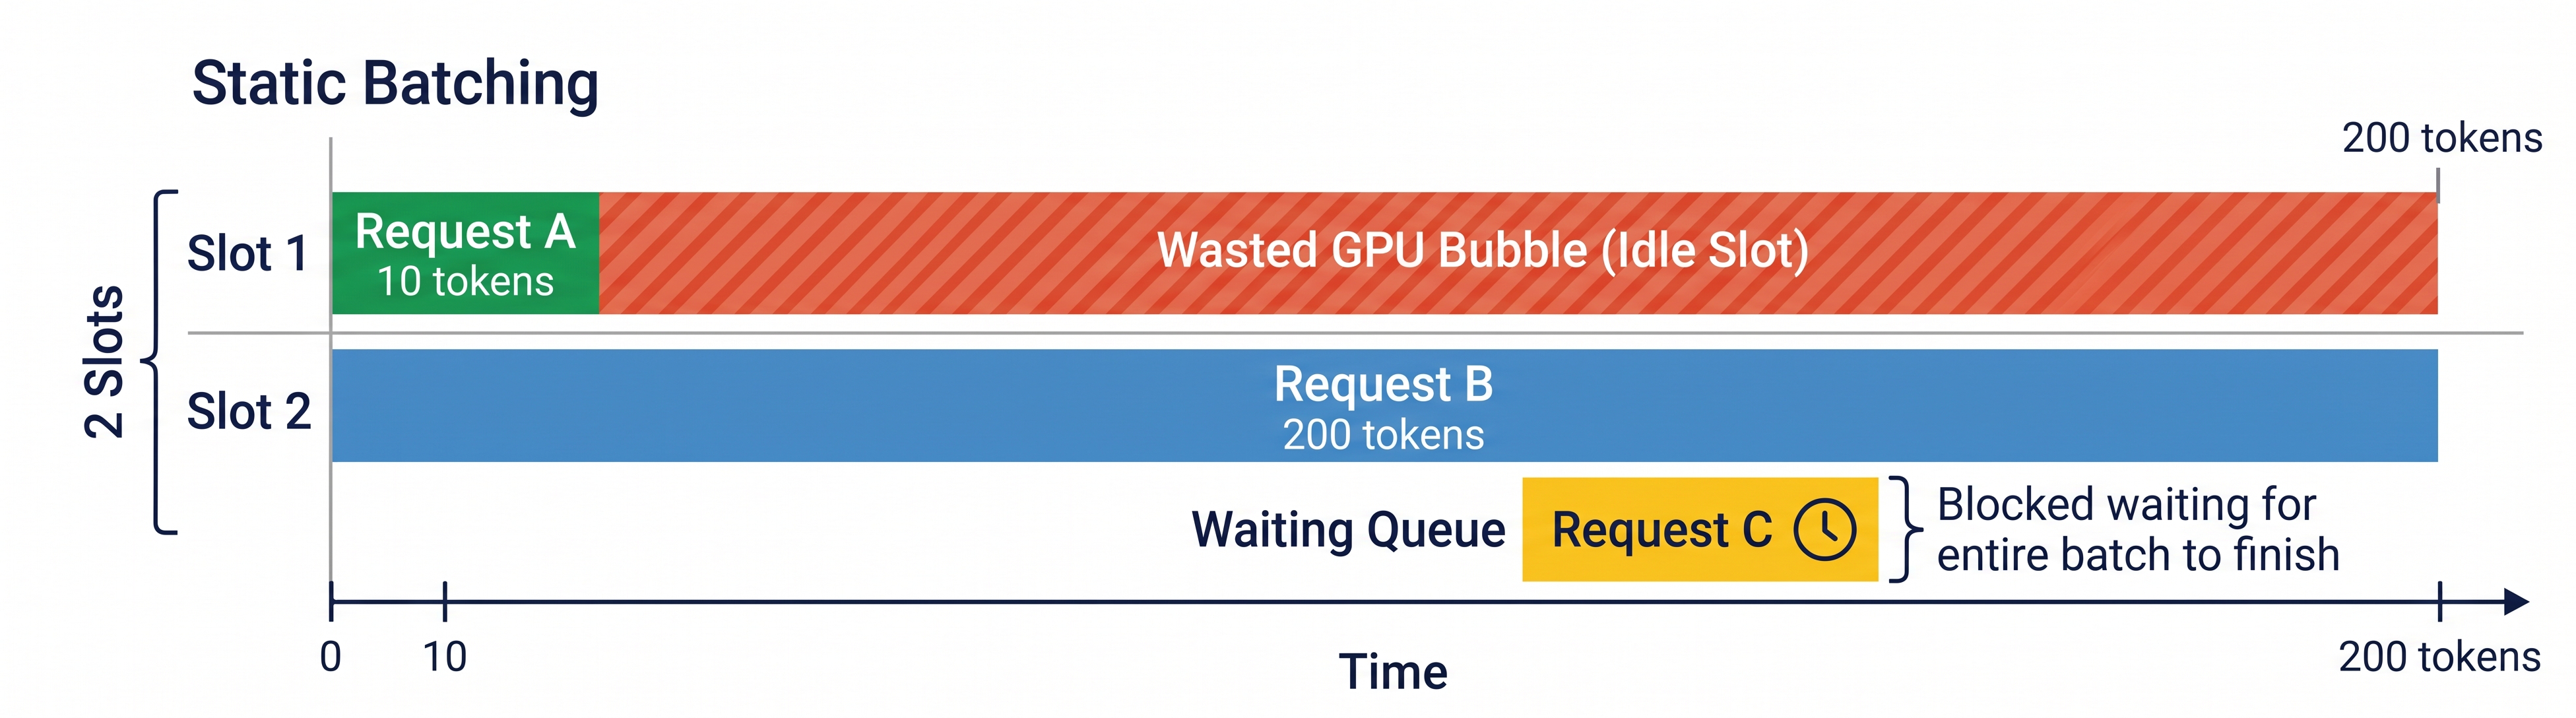 Static Batching
200 tokens
2 Slots
Slot 1
Request A
10 tokens
Wasted GPU Bubble (Idle Slot)
Slot 2
Request B
200 tokens
Waiting Queue
Request C
Blocked waiting for
entire batch to finish
0
10
200 tokens
Time